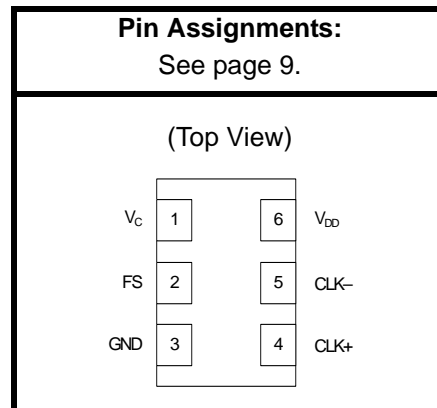 Pin Assignments:
See page 9.
(Top View)
VC 1 6 VDD
FS 2 5 CLK–
GND 3 4 CLK+